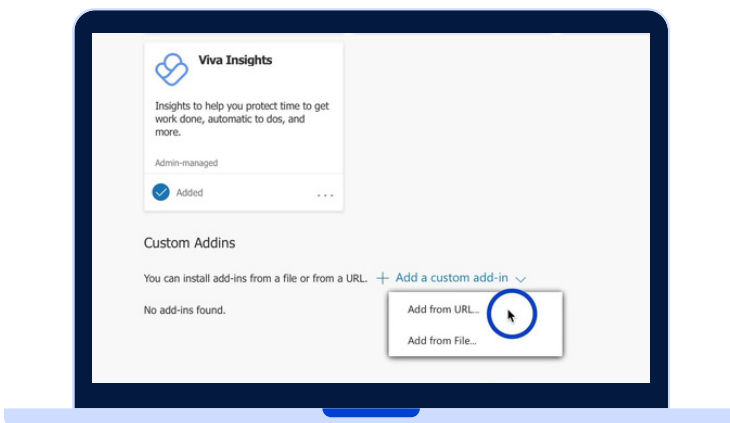 Viva Insights
Insights to help you protect time to get
work done, automatic to dos, and
more.
Admin-managed
Added
Custom Addins
You can install add-ins from a file or from a URL. + Add a custom add-in
No add-ins found.
Add from URL...
Add from File...